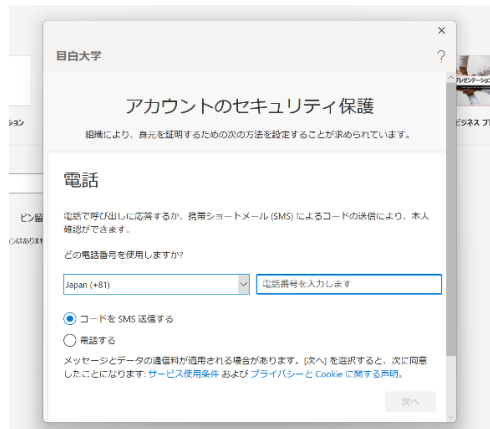 目白大学
?
アカウントのセキュリティ保護
組織により、身元を証明するための次の方法を設定することが求められています。
電話
電話で呼び出しに応答するか、携帯ショートメール (SMS) によるコードの送信により、本人
確認ができます。
どの電話番号を使用しますか?
Japan (+81)
電話番号を入力します
コードを SMS 送信する
電話する
メッセージとデータの通信料が適用される場合があります。[次へ] を選択すると、次に同意
したことになります: サービス使用条件 および プライバシーと Cookie に関する声明。
次へ
ション
ビジネス プ
ピン留